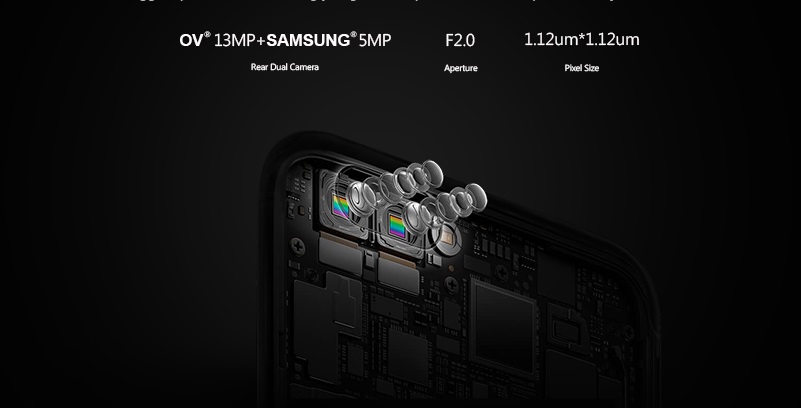 OV® 13MP+SAMSUNG® 5MP
F2.0
1.12um*1.12um
Rear Dual Camera
Aperture
Pixel Size